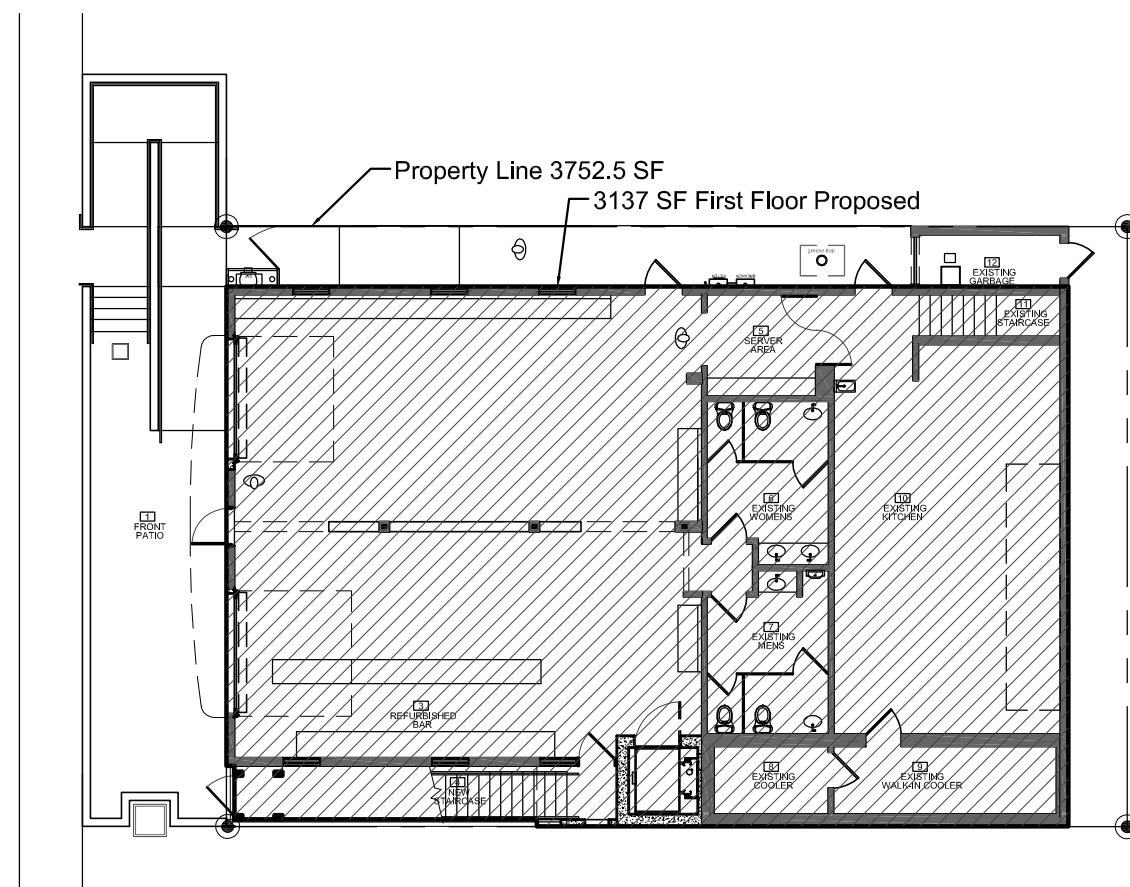 Property Line 3752.5 SF
3137 SF First Floor Proposed
grease trap
12
EXISTING
GARBAGE
11
EXISTING
STAIRCASE
5
SERVER
AREA
6
EXISTING
WOMENS
10
EXISTING
KITCHEN
1
FRONT
PATIO
7
EXISTING
MENS
3
REFURBISHED
BAR
4
NEW
STAIRCASE
8
EXISTING
COOLER
9
EXISTING
WALK-IN COOLER